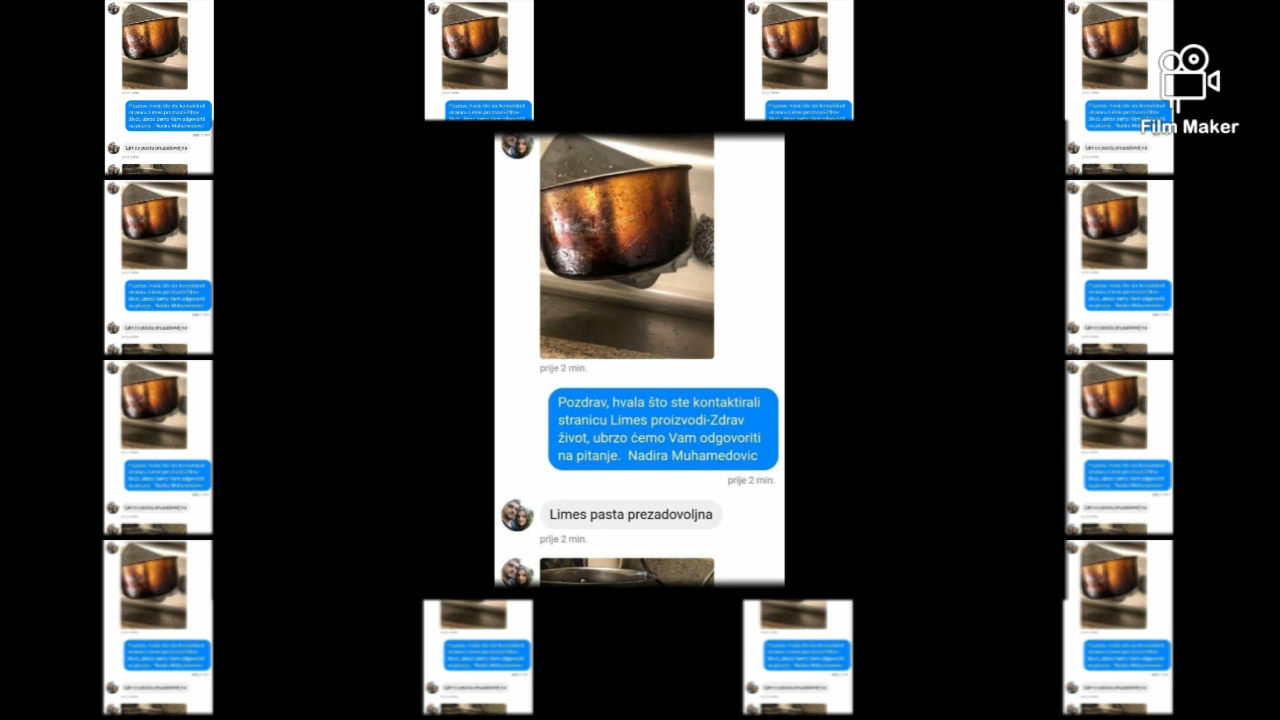 Film Maker
prije 2 min.
Pozdrav, hvala što ste kontaktirali
stranicu Limes proizvodi-Zdrav
život, ubrzo ćemo Vam odgovoriti
na pitanje. Nadira Muhamedovic
prije 2 min.
Limes pasta prezadovoljna
prije 2 min.